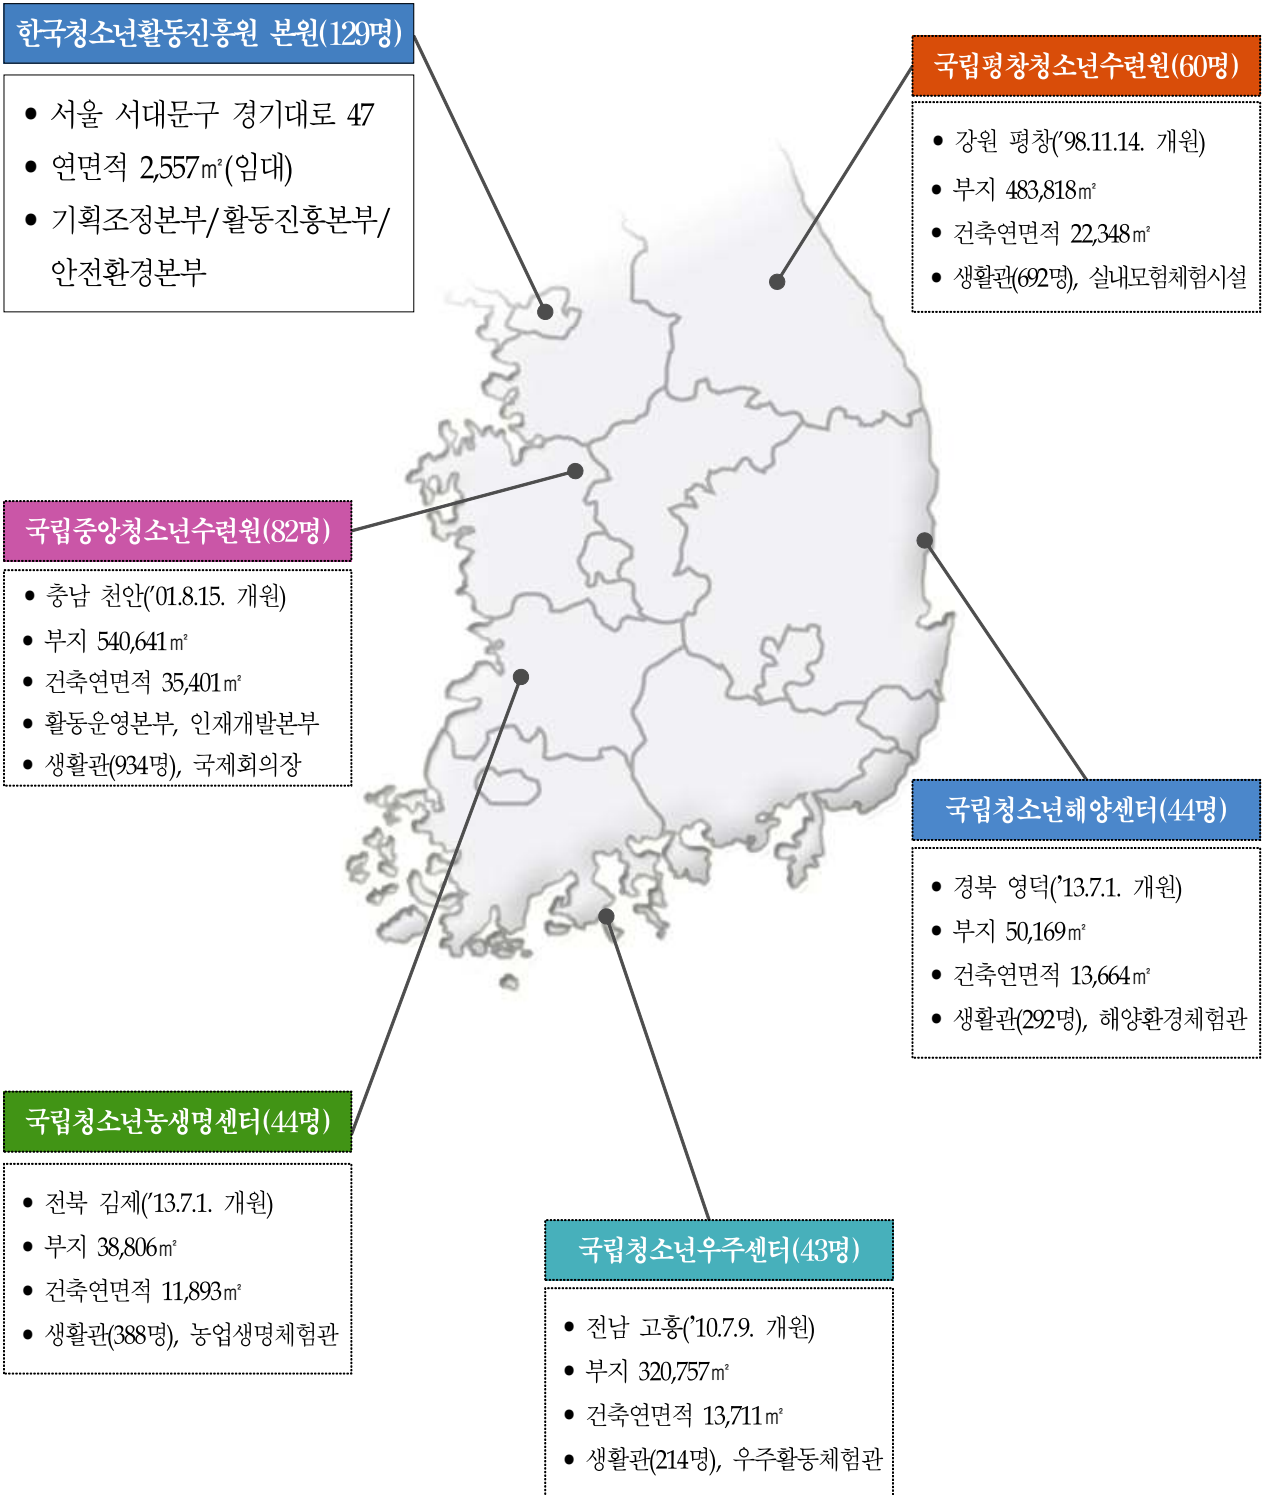 한국청소년활동진흥원 본원(129명)
• 서울 서대문구 경기대로 47
• 연면적 2,557㎡(임대)
• 기획조정본부/활동진흥본부/
안전환경본부
국립평창청소년수련원(60명)
• 강원 평창('98.11.14. 개원)
• 부지 483,818㎡
• 건축연면적 22,348㎡
• 생활관(692명), 실내모험체험시설
국립중앙청소년수련원(82명)
• 충남 천안('01.8.15. 개원)
• 부지 540,641㎡
• 건축연면적 35,401㎡
• 활동운영본부, 인재개발본부
• 생활관(934명), 국제회의장
국립청소년해양센터(44명)
• 경북 영덕('13.7.1. 개원)
• 부지 50,169㎡
• 건축연면적 13,664㎡
• 생활관(292명), 해양환경체험관
국립청소년농생명센터(44명)
• 전북 김제('13.7.1. 개원)
• 부지 38,806㎡
• 건축연면적 11,893㎡
• 생활관(388명), 농업생명체험관
국립청소년우주센터(43명)
• 전남 고흥('10.7.9. 개원)
• 부지 320,757㎡
• 건축연면적 13,711㎡
• 생활관(214명), 우주활동체험관